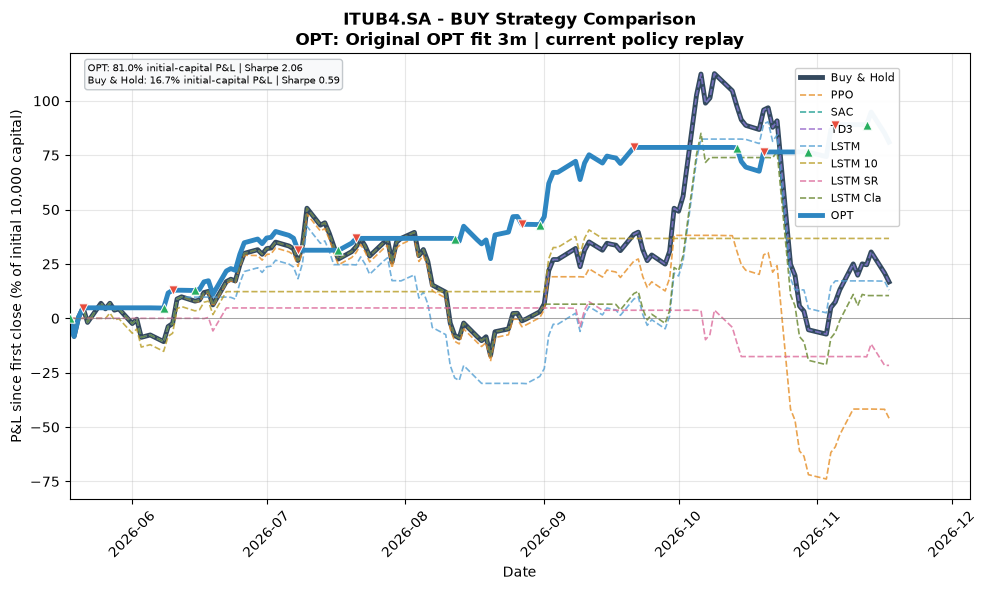 ITUB4.SA - BUY Strategy Comparison
OPT: Original OPT fit 3m | current policy replay
OPT: 81.0% initial-capital P&L | Sharpe 2.06
Buy & Hold: 16.7% initial-capital P&L | Sharpe 0.59
Buy & Hold
PPO
SAC
TD3
LSTM
LSTM 10
LSTM SR
LSTM Cla
OPT
P&L since first close (% of initial 10,000 capital)
100
75
50
25
0
−25
−50
−75
2026-06
2026-07
2026-08
2026-09
2026-10
2026-11
2026-12
Date